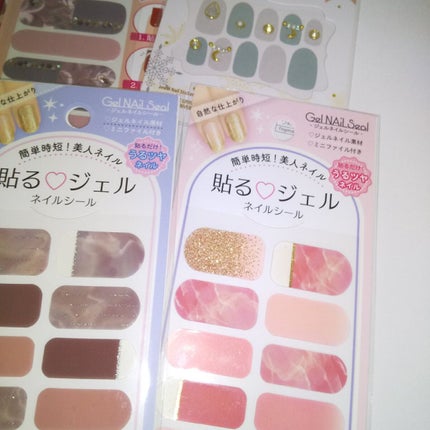 1.貼
2
Gel NAil Seal
ジェルネイルシール
簡単時短!美人ネイル
貼る♡ジェル
ネイルシール
♡ジェルネイル素材
♡ミニファイル付き
貼るだけ!
うるツヤ
ネイル
自然な仕上がり
Gel NAil Seal
-ジェルネイルシール-
♡ジェルネイル素材
♡ミニファイル付き
簡単時短!美人ネイル
貼るだけ!
うるツヤ
ネイル
貼る♡ジェル
ネイルシール